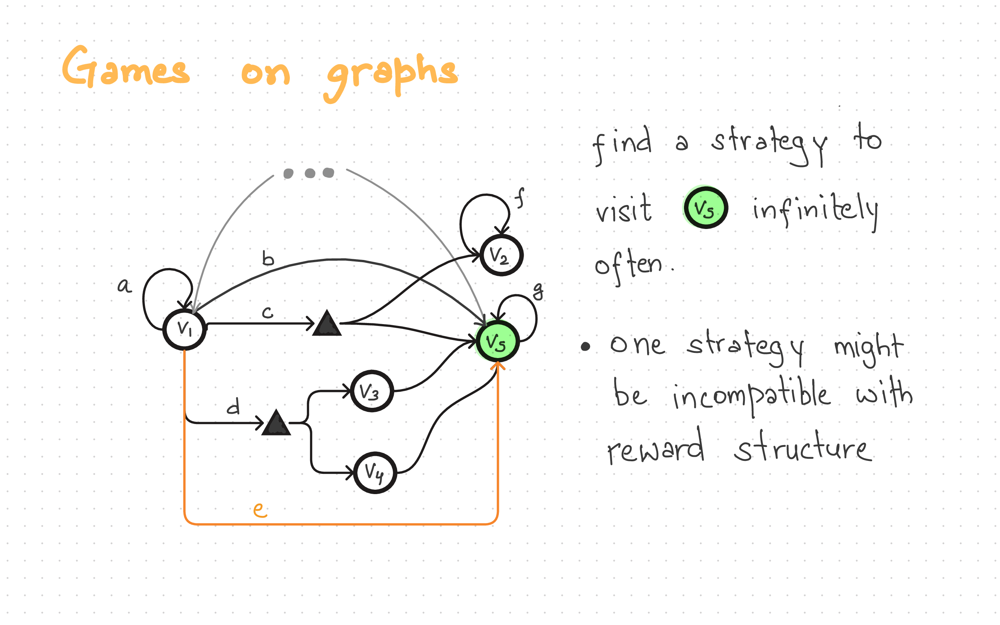 Games on graphs
find a strategy to
visit V5 infinitely
often.
f
b
a
V2
g
c
V1
V5
• One strategy might
be incompatible with
reward structure
V3
d
V4
e